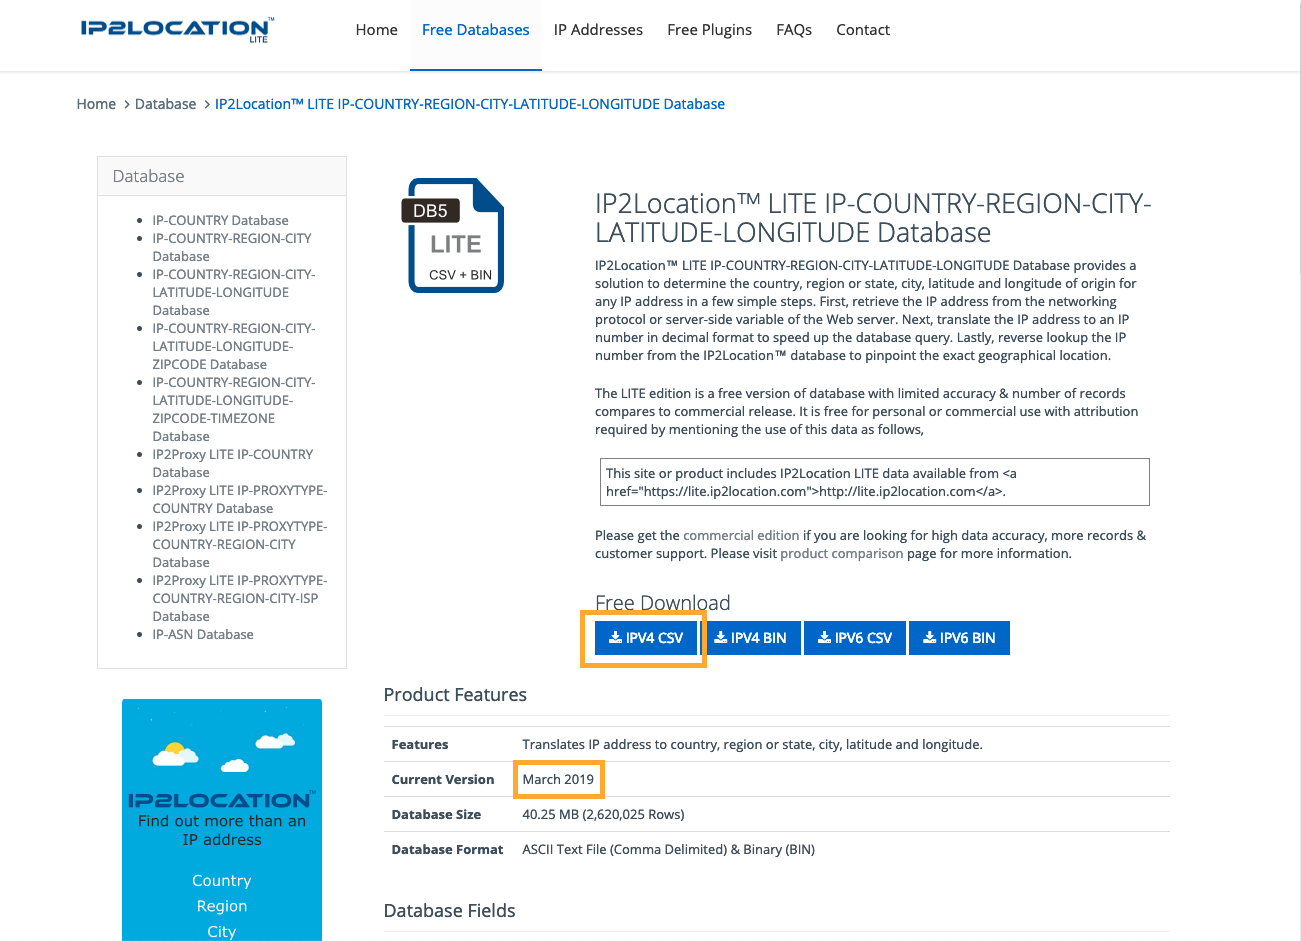 IP2LOCATION™
LITE
Home
Free Databases
IP Addresses
Free Plugins
FAQs
Contact
Home > Database > IP2Location™ LITE IP-COUNTRY-REGION-CITY-LATITUDE-LONGITUDE Database
Database
IP-COUNTRY Database
IP-COUNTRY-REGION-CITY
Database
IP-COUNTRY-REGION-CITY-
LATITUDE-LONGITUDE
Database
IP-COUNTRY-REGION-CITY-
LATITUDE-LONGITUDE-
ZIPCODE Database
IP-COUNTRY-REGION-CITY-
LATITUDE-LONGITUDE-
ZIPCODE-TIMEZONE
Database
IP2Proxy LITE IP-COUNTRY
Database
IP2Proxy LITE IP-PROXYTYPE-
COUNTRY Database
IP2Proxy LITE IP-PROXYTYPE-
COUNTRY-REGION-CITY
Database
IP2Proxy LITE IP-PROXYTYPE-
COUNTRY-REGION-CITY-ISP
Database
IP-ASN Database
IP2LOCATION™
Find out more than an
IP address
Country
Region
City
DB5
LITE
CSV + BIN
IP2Location™ LITE IP-COUNTRY-REGION-CITY-
LATITUDE-LONGITUDE Database
IP2Location™ LITE IP-COUNTRY-REGION-CITY-LATITUDE-LONGITUDE Database provides a
solution to determine the country, region or state, city, latitude and longitude of origin for
any IP address in a few simple steps. First, retrieve the IP address from the networking
protocol or server-side variable of the Web server. Next, translate the IP address to an IP
number in decimal format to speed up the database query. Lastly, reverse lookup the IP
number from the IP2Location™ database to pinpoint the exact geographical location.
The LITE edition is a free version of database with limited accuracy & number of records
compares to commercial release. It is free for personal or commercial use with attribution
required by mentioning the use of this data as follows,
This site or product includes IP2Location LITE data available from <a
href="https://lite.ip2location.com">http://lite.ip2location.com</a>.
Please get the commercial edition if you are looking for high data accuracy, more records &
customer support. Please visit product comparison page for more information.
Free Download
IPV4 CSV
IPV4 BIN
IPV6 CSV
IPV6 BIN
Product Features
Features Translates IP address to country, region or state, city, latitude and longitude.
Current Version March 2019
Database Size 40.25 MB (2,620,025 Rows)
Database Format ASCII Text File (Comma Delimited) & Binary (BIN)
Database Fields